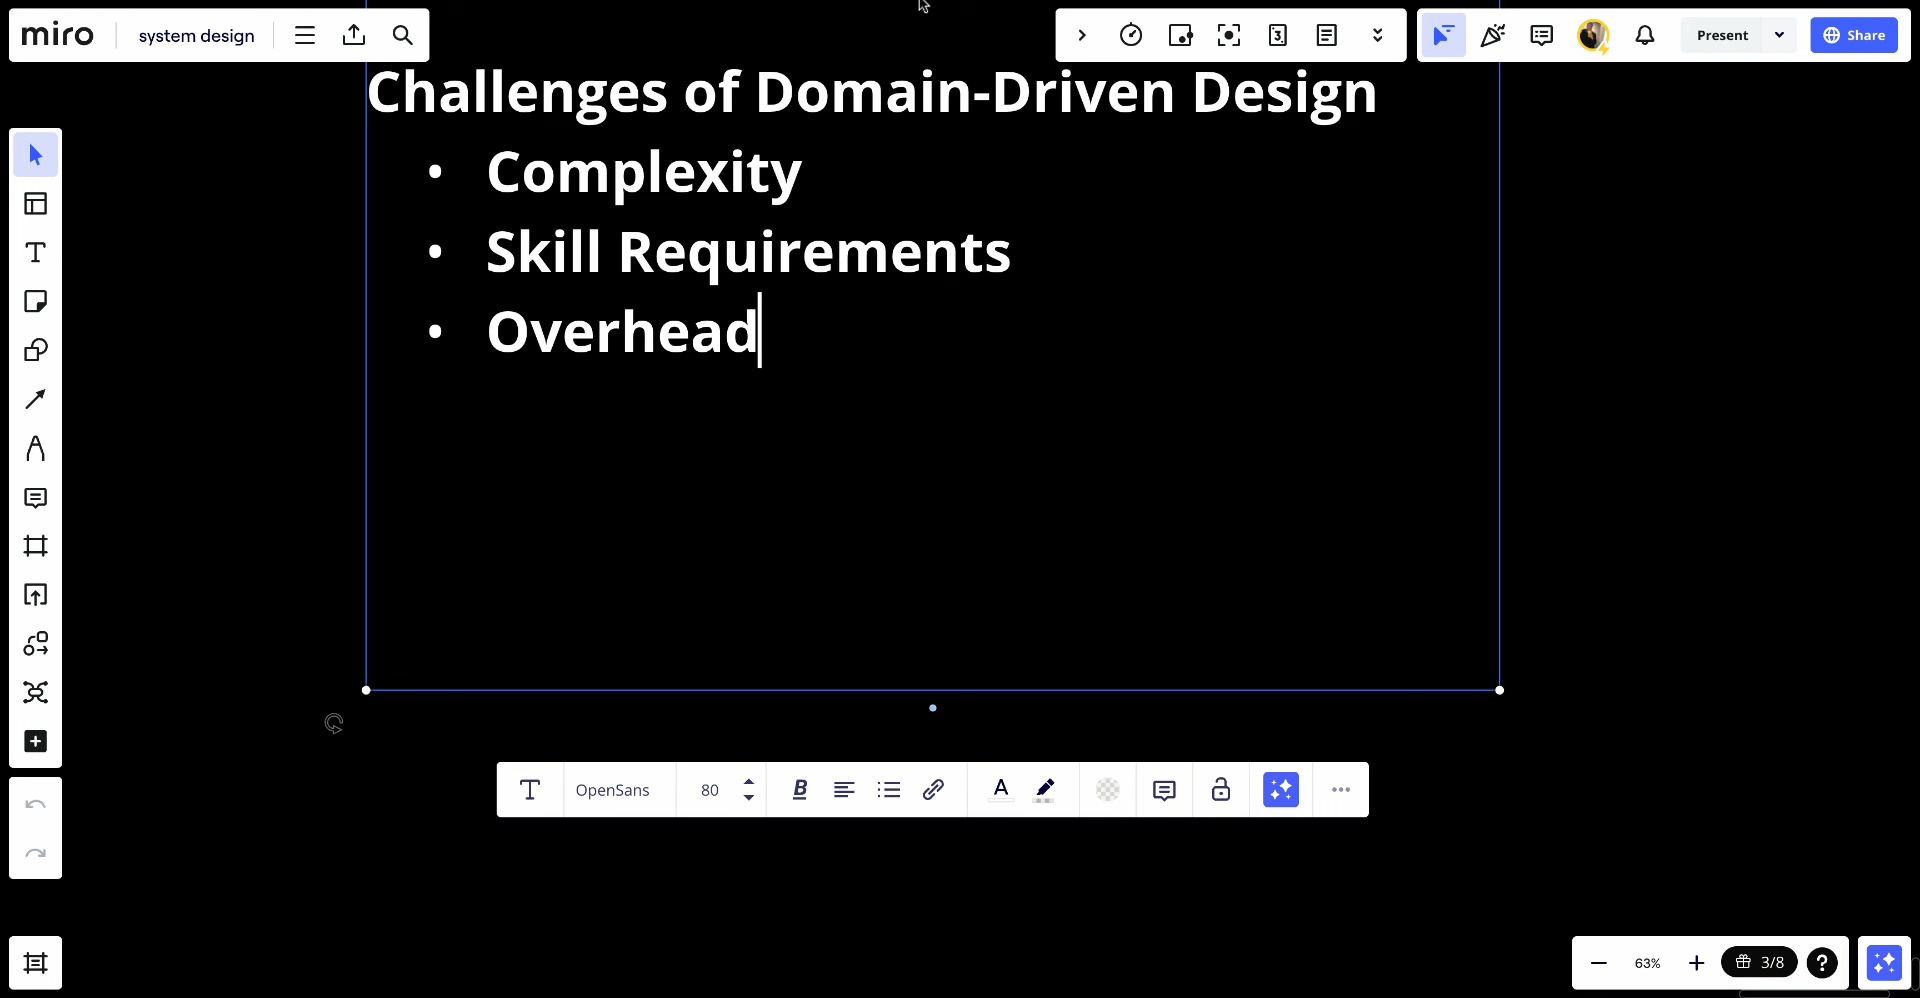 miro system design
Present Share
Challenges of Domain-Driven Design
• Complexity
• Skill Requirements
• Overhead
OpenSans 80 B A
63% 3/8 ?